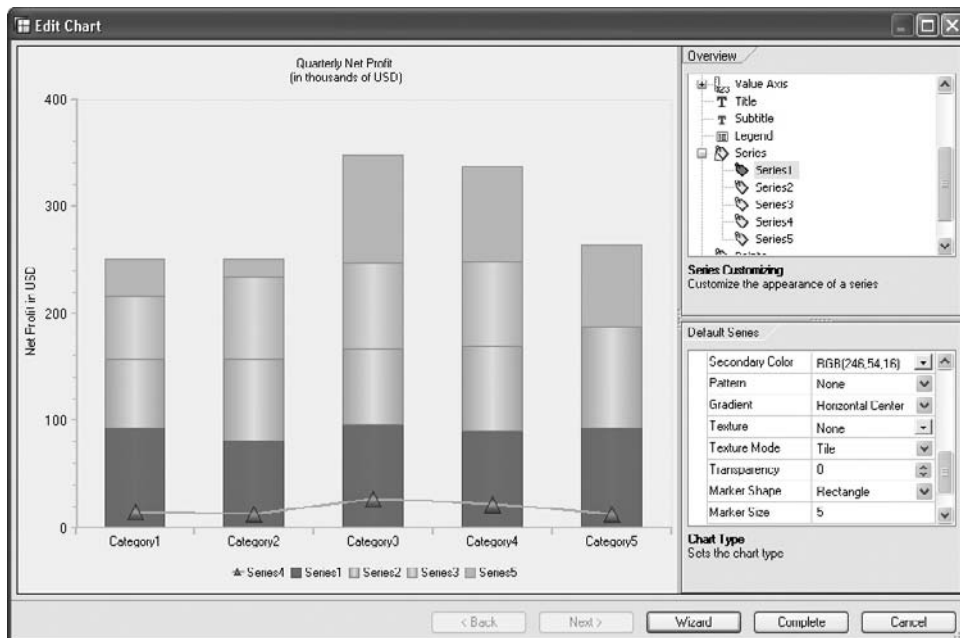 Edit Chart
Quarterly Net Profit
(in thousands of USD)
400
300
200
100
0
Net Profit in USD
Category1 Category2 Category3 Category4 Category5
Series4 Series1 Series2 Series3 Series5
Overview
Value Axis
Title
Subtitle
Legend
Series
Series1
Series2
Series3
Series4
Series5
Series Customizing
Customize the appearance of a series
Default Series
Secondary Color RGB(246,54,16)
Pattern None
Gradient Horizontal Center
Texture None
Texture Mode Tile
Transparency 0
Marker Shape Rectangle
Marker Size 5
Chart Type
Sets the chart type
< Back Next > Wizard Complete Cancel